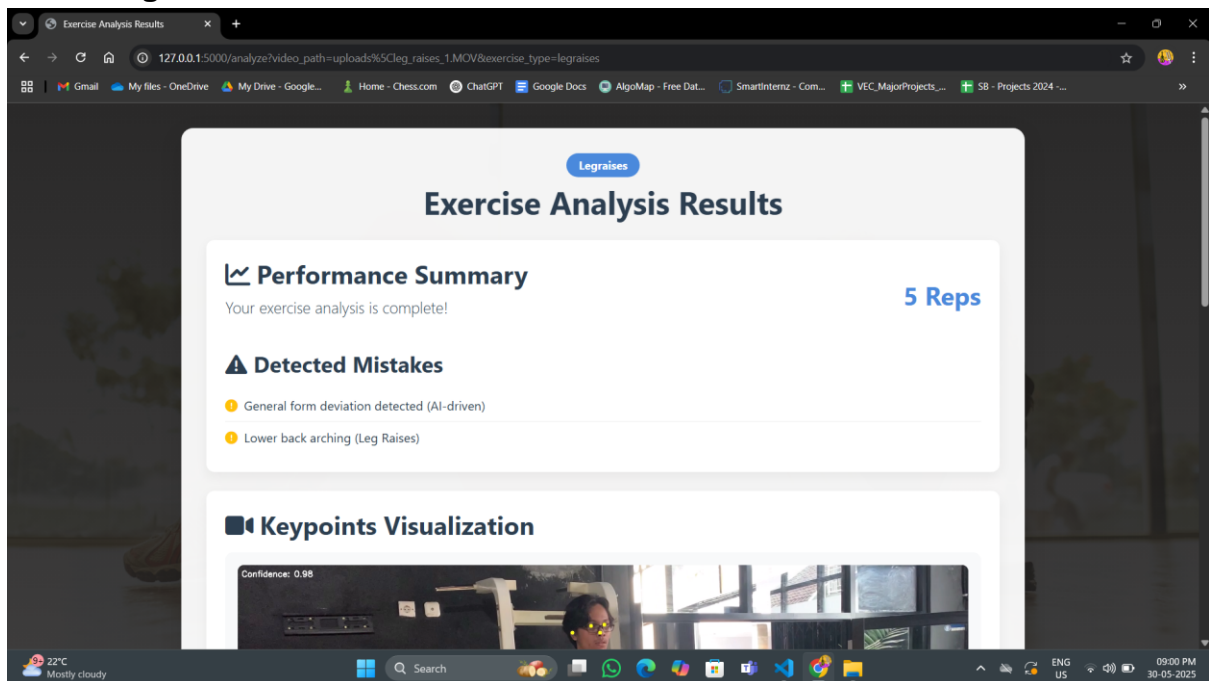 Exercise Analysis Results
127.0.0.1:5000/analyze?video_path=uploads%5Cleg_raises_1.MOV&exercise_type=legraises
Gmail My files - OneDrive My Drive - Google... Home - Chess.com ChatGPT Google Docs AlgoMap - Free Dat... SmartInternz - Com... VEC_MajorProjects_... SB - Projects 2024 -...
Legraises
Exercise Analysis Results
Performance Summary
Your exercise analysis is complete!
5 Reps
Detected Mistakes
General form deviation detected (AI-driven)
Lower back arching (Leg Raises)
Keypoints Visualization
Confidence: 0.98
22°C
Mostly cloudy
Search
ENG
US
09:00 PM
30-05-2025